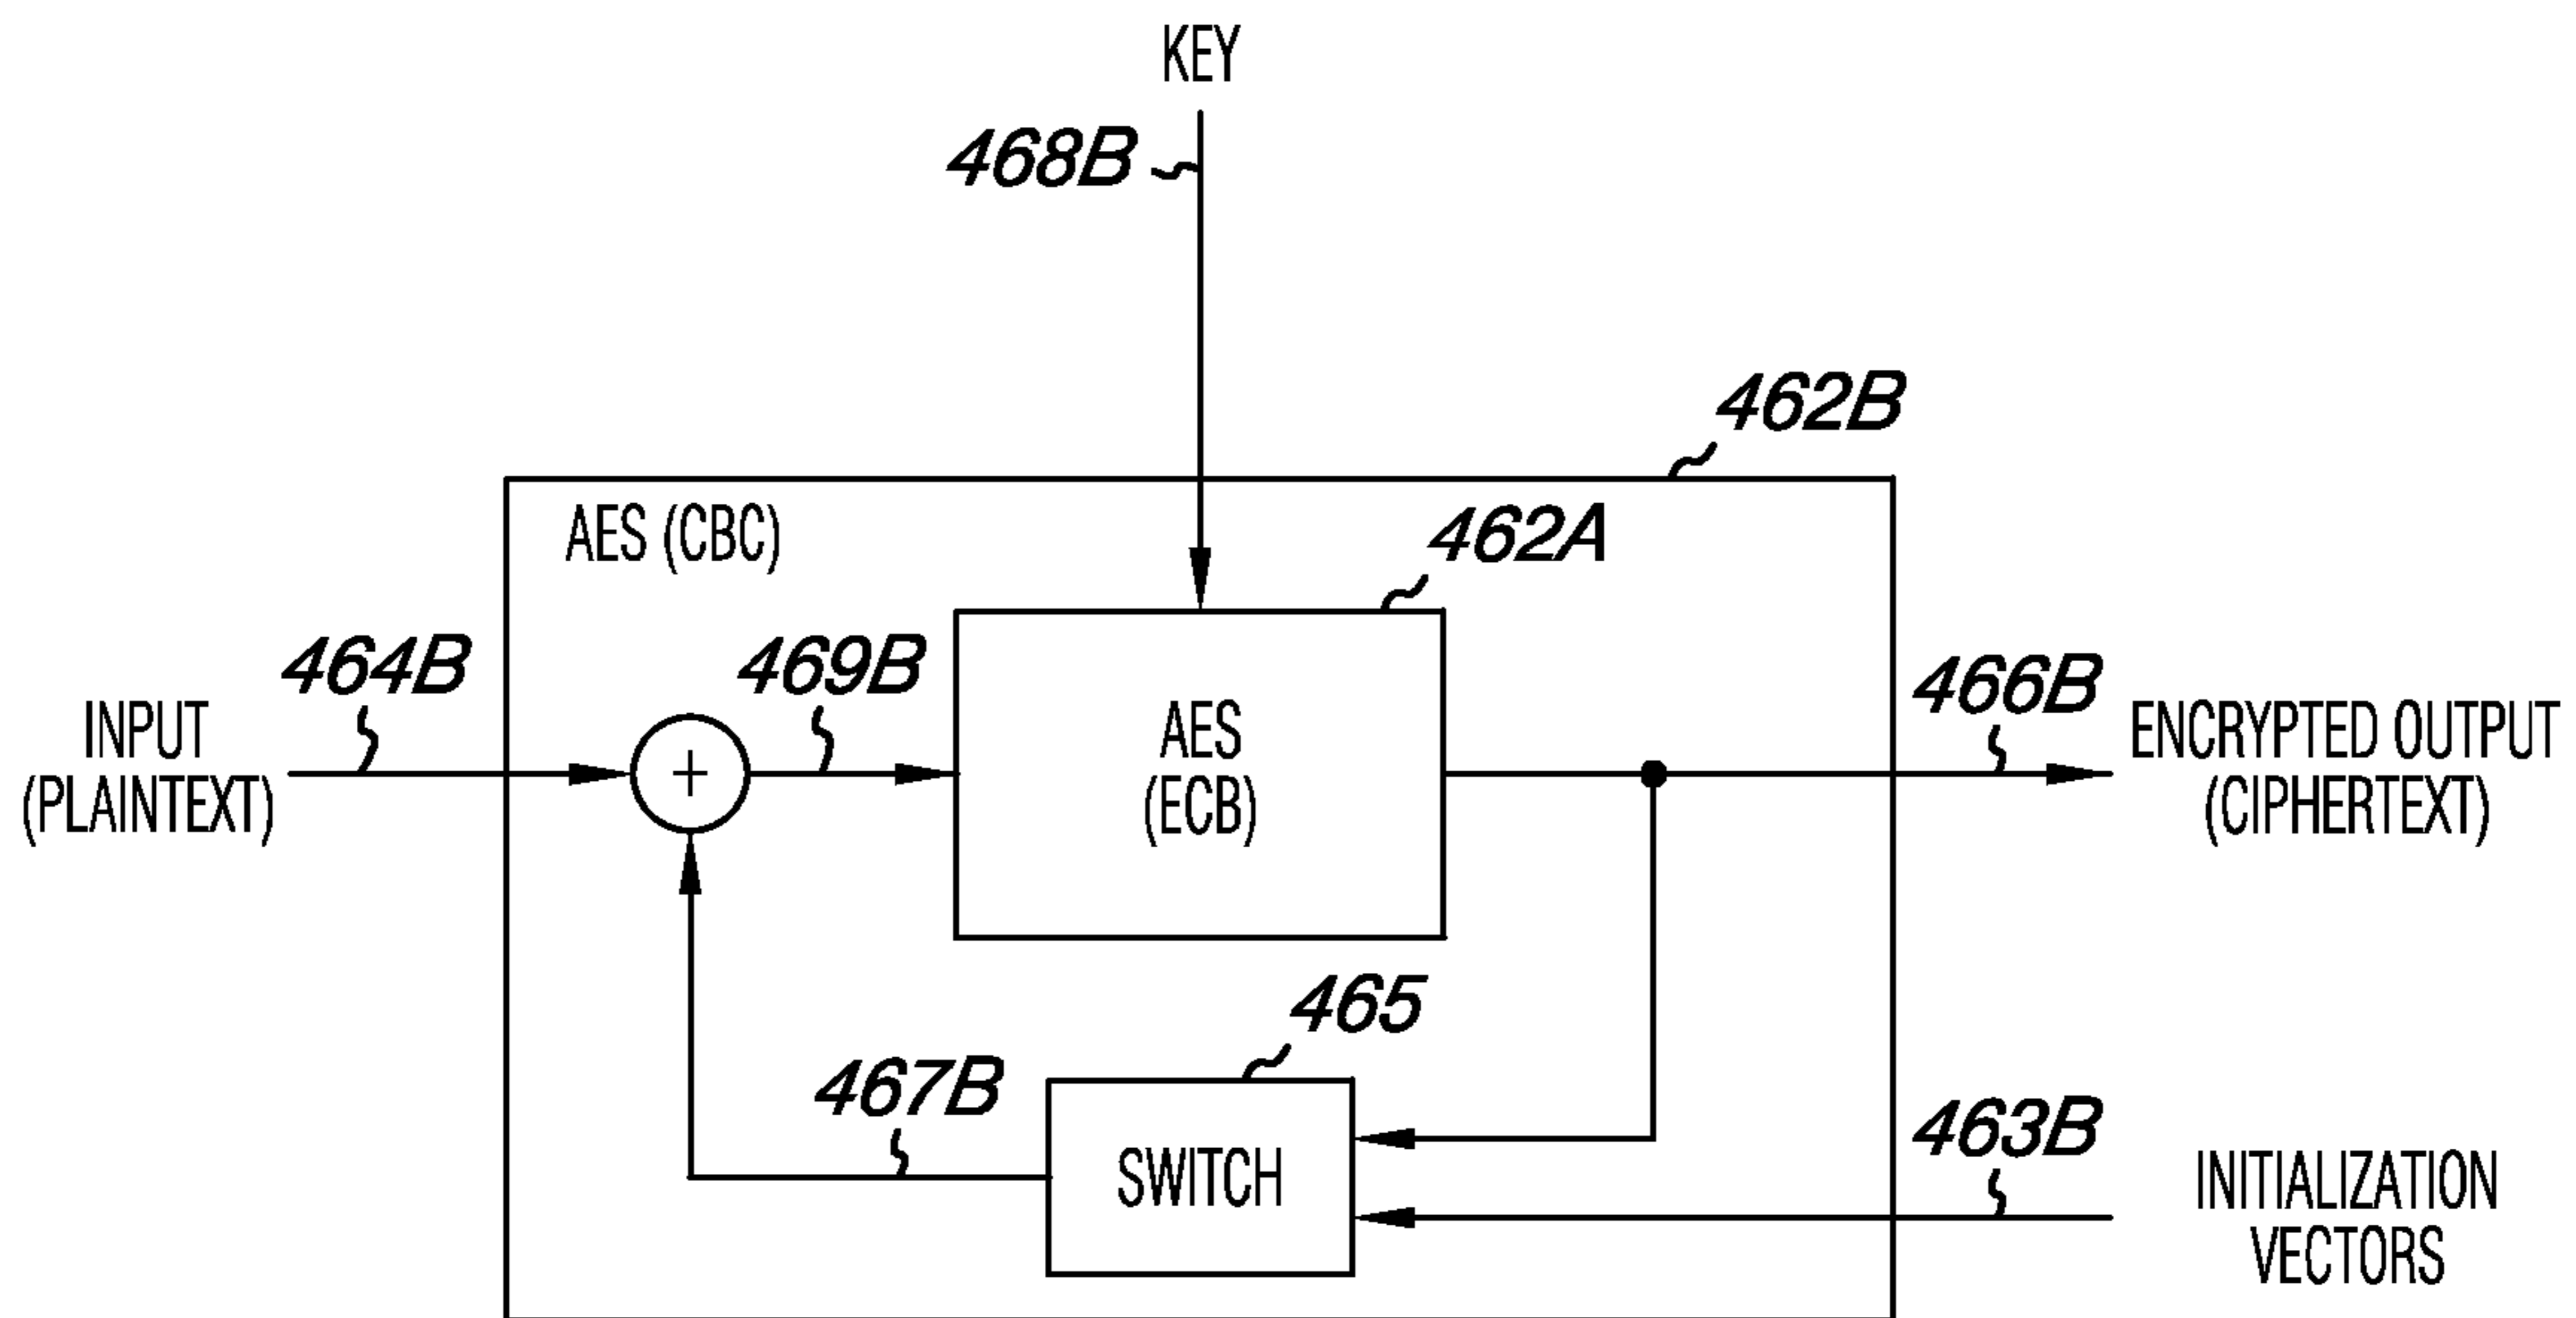 KEY
468B
462B
AES (CBC)
462A
464B
469B
466B
INPUT
(PLAINTEXT)
+
AES
(ECB)
ENCRYPTED OUTPUT
(CIPHERTEXT)
465
467B
SWITCH
463B
INITIALIZATION
VECTORS